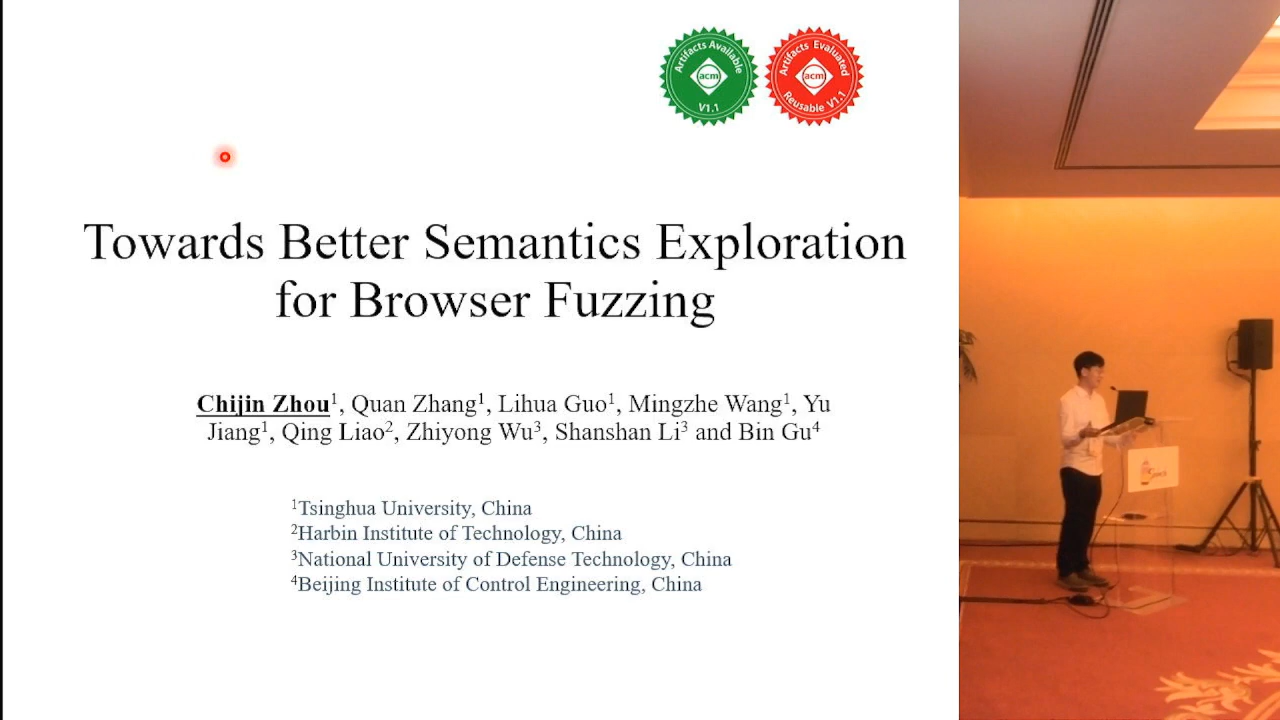 Artifacts Available
acm
V1.1
Artifacts Evaluated
acm
Reusable V1.1
Towards Better Semantics Exploration
for Browser Fuzzing
Chijin Zhou¹, Quan Zhang¹, Lihua Guo¹, Mingzhe Wang¹, Yu
Jiang¹, Qing Liao², Zhiyong Wu³, Shanshan Li³ and Bin Gu⁴
¹Tsinghua University, China
²Harbin Institute of Technology, China
³National University of Defense Technology, China
⁴Beijing Institute of Control Engineering, China